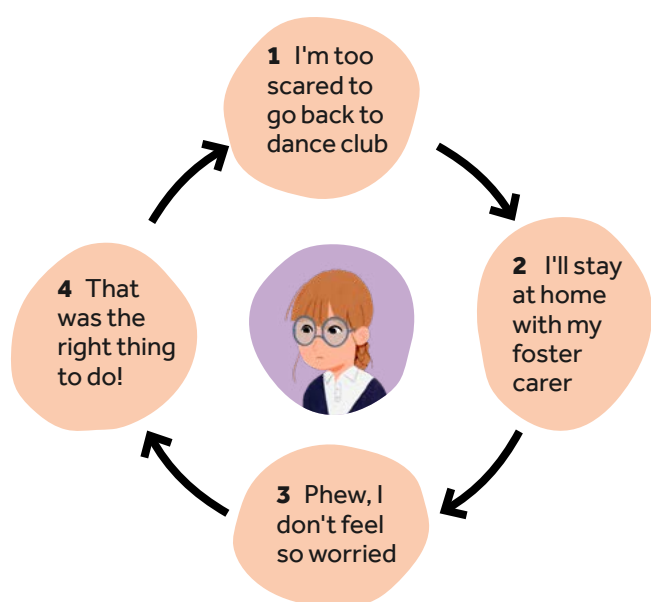 1 I'm too
scared to
go back to
dance club
2 I'll stay
at home
with my
foster
carer
3 Phew, I
don't feel
so worried
4 That
was the
right thing
to do!